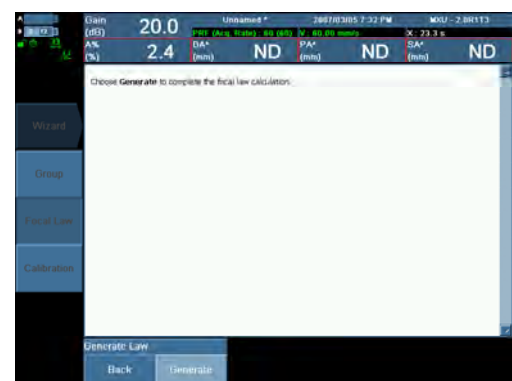 Gain (dB) 20.0
Unnamed * 2007/03/05 7:32 PM MXU - 2.0R1T3
PRF (Acq. Rate) : 60 (60) V : 60.00 mm/s X : 23.3 s
A% (%) 2.4 DA^ (mm) ND PA^ (mm) ND SA^ (mm) ND
Choose Generate to complete the focal law calculation.
Wizard
Group
Focal Law
Calibration
Generate Law
Back
Generate